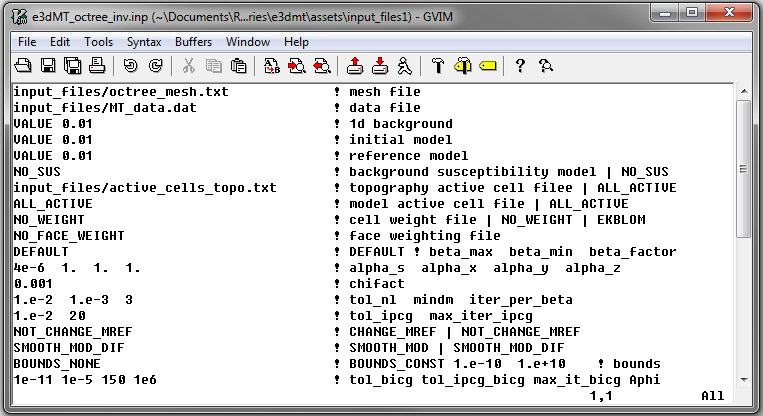 e3dMT_octree_inv.inp (~\Documents\R...ries\e3dmt\assets\input_files1) - GVIM
File Edit Tools Syntax Buffers Window Help
input_files/octree_mesh.txt ! mesh file
input_files/MT_data.dat ! data file
VALUE 0.01 ! 1d background
VALUE 0.01 ! initial model
VALUE 0.01 ! reference model
NO_SUS ! background susceptibility model | NO_SUS
input_files/active_cells_topo.txt ! topography active cell filee | ALL_ACTIVE
ALL_ACTIVE ! model active cell file | ALL_ACTIVE
NO_WEIGHT ! cell weight file | NO_WEIGHT | EKBLOM
NO_FACE_WEIGHT ! face weighting file
DEFAULT ! DEFAULT ! beta_max beta_min beta_factor
4e-6 1. 1. 1. ! alpha_s alpha_x alpha_y alpha_z
0.001 ! chifact
1.e-2 1.e-3 3 ! tol_nl mindm iter_per_beta
1.e-2 20 ! tol_ipcg max_iter_ipcg
NOT_CHANGE_MREF ! CHANGE_MREF | NOT_CHANGE_MREF
SMOOTH_MOD_DIF ! SMOOTH_MOD | SMOOTH_MOD_DIF
BOUNDS_NONE ! BOUNDS_CONST 1.e-10 1.e+10 ! bounds
1e-11 1e-5 150 1e6 ! tol_bicg tol_ipcg_bicg max_it_bicg Aphi
1,1 All